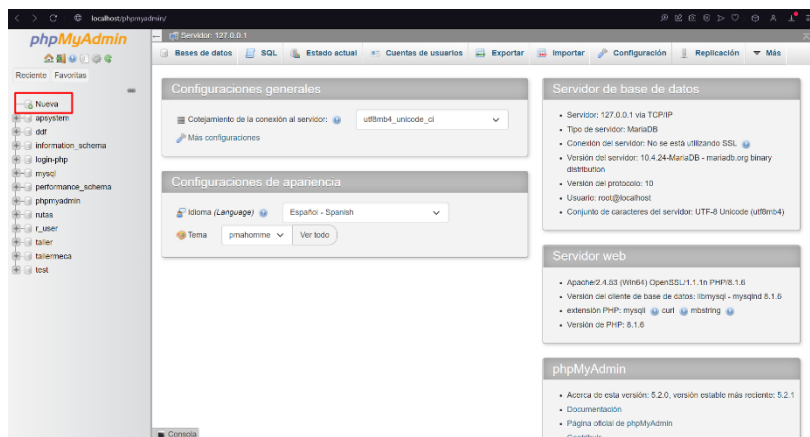 localhost/phpmyadmin/
phpMyAdmin
Reciente Favoritas
Nueva
apsystem
ddf
information_schema
login-php
mysql
performance_schema
phpmyadmin
rutas
r_user
taller
tallermeca
test
Servidor: 127.0.0.1
Bases de datos SQL Estado actual Cuentas de usuarios Exportar Importar Configuración Replicación Más
Configuraciones generales
Cotejamiento de la conexión al servidor: utf8mb4_unicode_ci
Más configuraciones
Configuraciones de apariencia
Idioma (Language) Español - Spanish
Tema pmahomme Ver todo
Servidor de base de datos
Servidor: 127.0.0.1 via TCP/IP
Tipo de servidor: MariaDB
Conexión del servidor: No se está utilizando SSL
Versión del servidor: 10.4.24-MariaDB - mariadb.org binary
distribution
Versión del protocolo: 10
Usuario: root@localhost
Conjunto de caracteres del servidor: UTF-8 Unicode (utf8mb4)
Servidor web
Apache/2.4.53 (Win64) OpenSSL/1.1.1n PHP/8.1.6
Versión del cliente de base de datos: libmysql - mysqlnd 8.1.6
extensión PHP: mysqli curl mbstring
Versión de PHP: 8.1.6
phpMyAdmin
Acerca de esta versión: 5.2.0, versión estable más reciente: 5.2.1
Documentación
Página oficial de phpMyAdmin
Contribuir
Consola